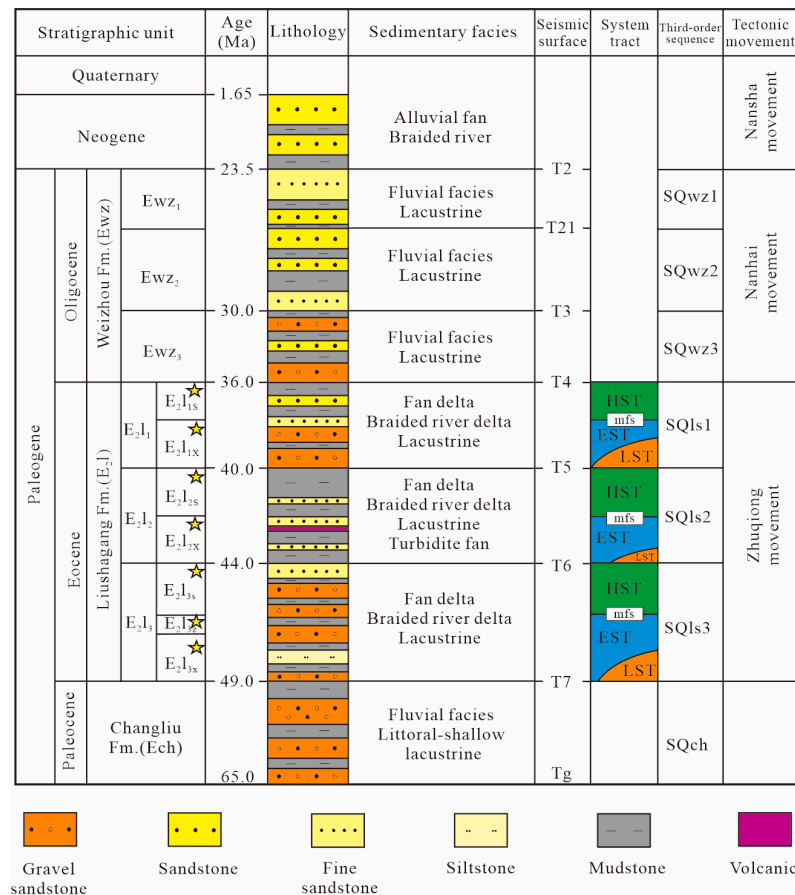 Stratigraphic unit
Age
(Ma)
Lithology
Sedimentary facies
Seismic
surface
System
tract
Third-order
sequence
Tectonic
movement
Quaternary
1.65
Neogene
Alluvial fan
Braided river
Nansha
movement
23.5
T2
Paleogene
Oligocene
Weizhou Fm.(Ewz)
Ewz₁
Fluvial facies
Lacustrine
SQwz1
T21
Ewz₂
Fluvial facies
Lacustrine
SQwz2
Nanhai
movement
30.0
T3
Ewz₃
Fluvial facies
Lacustrine
SQwz3
36.0
T4
Eocene
Liushagang Fm.(E₂l)
E₂l₁
E₂l₁s
E₂l₁x
Fan delta
Braided river delta
Lacustrine
HST
mfs
EST
LST
SQls1
40.0
T5
E₂l₂
E₂l₂s
E₂l₂x
Fan delta
Braided river delta
Lacustrine
Turbidite fan
HST
mfs
EST
LST
SQls2
Zhuqiong
movement
44.0
T6
E₂l₃
E₂l₃s
E₂l₃z
E₂l₃x
Fan delta
Braided river delta
Lacustrine
HST
mfs
EST
LST
SQls3
49.0
T7
Paleocene
Changliu
Fm.(Ech)
Fluvial facies
Littoral-shallow
lacustrine
SQch
65.0
Tg
Gravel
sandstone
Sandstone
Fine
sandstone
Siltstone
Mudstone
Volcanic